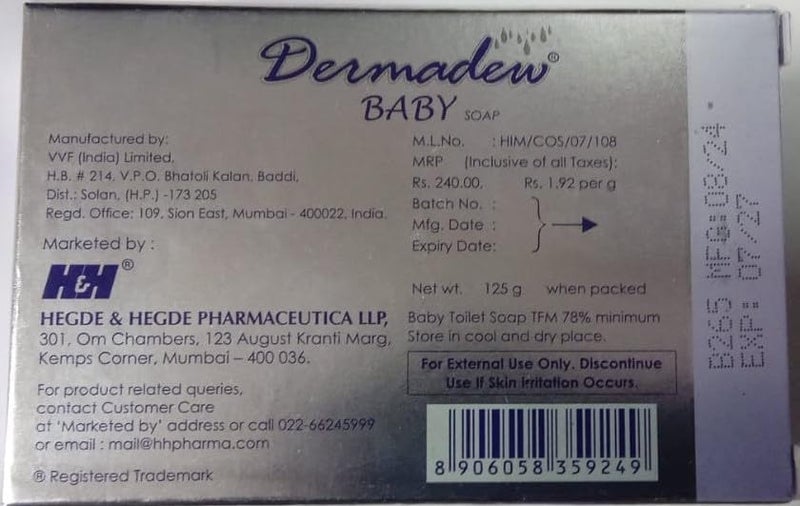 Dermadew®
BABY SOAP
Manufactured by:
VVF (India) Limited,
H.B. # 214, V.P.O. Bhatoli Kalan, Baddi,
Dist.: Solan, (H.P.) -173 205
Regd. Office: 109, Sion East, Mumbai - 400022, India.
Marketed by :
H&H®
HEGDE & HEGDE PHARMACEUTICA LLP,
301, Om Chambers, 123 August Kranti Marg,
Kemps Corner, Mumbai – 400 036.
For product related queries,
contact Customer Care
at 'Marketed by' address or call 022-66245999
or email : mail@hhpharma.com
® Registered Trademark
M.L.No. : HIM/COS/07/108
MRP (Inclusive of all Taxes):
Rs. 240.00, Rs. 1.92 per g
Batch No. :
Mfg. Date :
Expiry Date:
Net wt. 125 g when packed
Baby Toilet Soap TFM 78% minimum
Store in cool and dry place.
For External Use Only. Discontinue
Use If Skin Irritation Occurs.
8 906058 359249
B265 MFG:08/24
EXP: 07/27